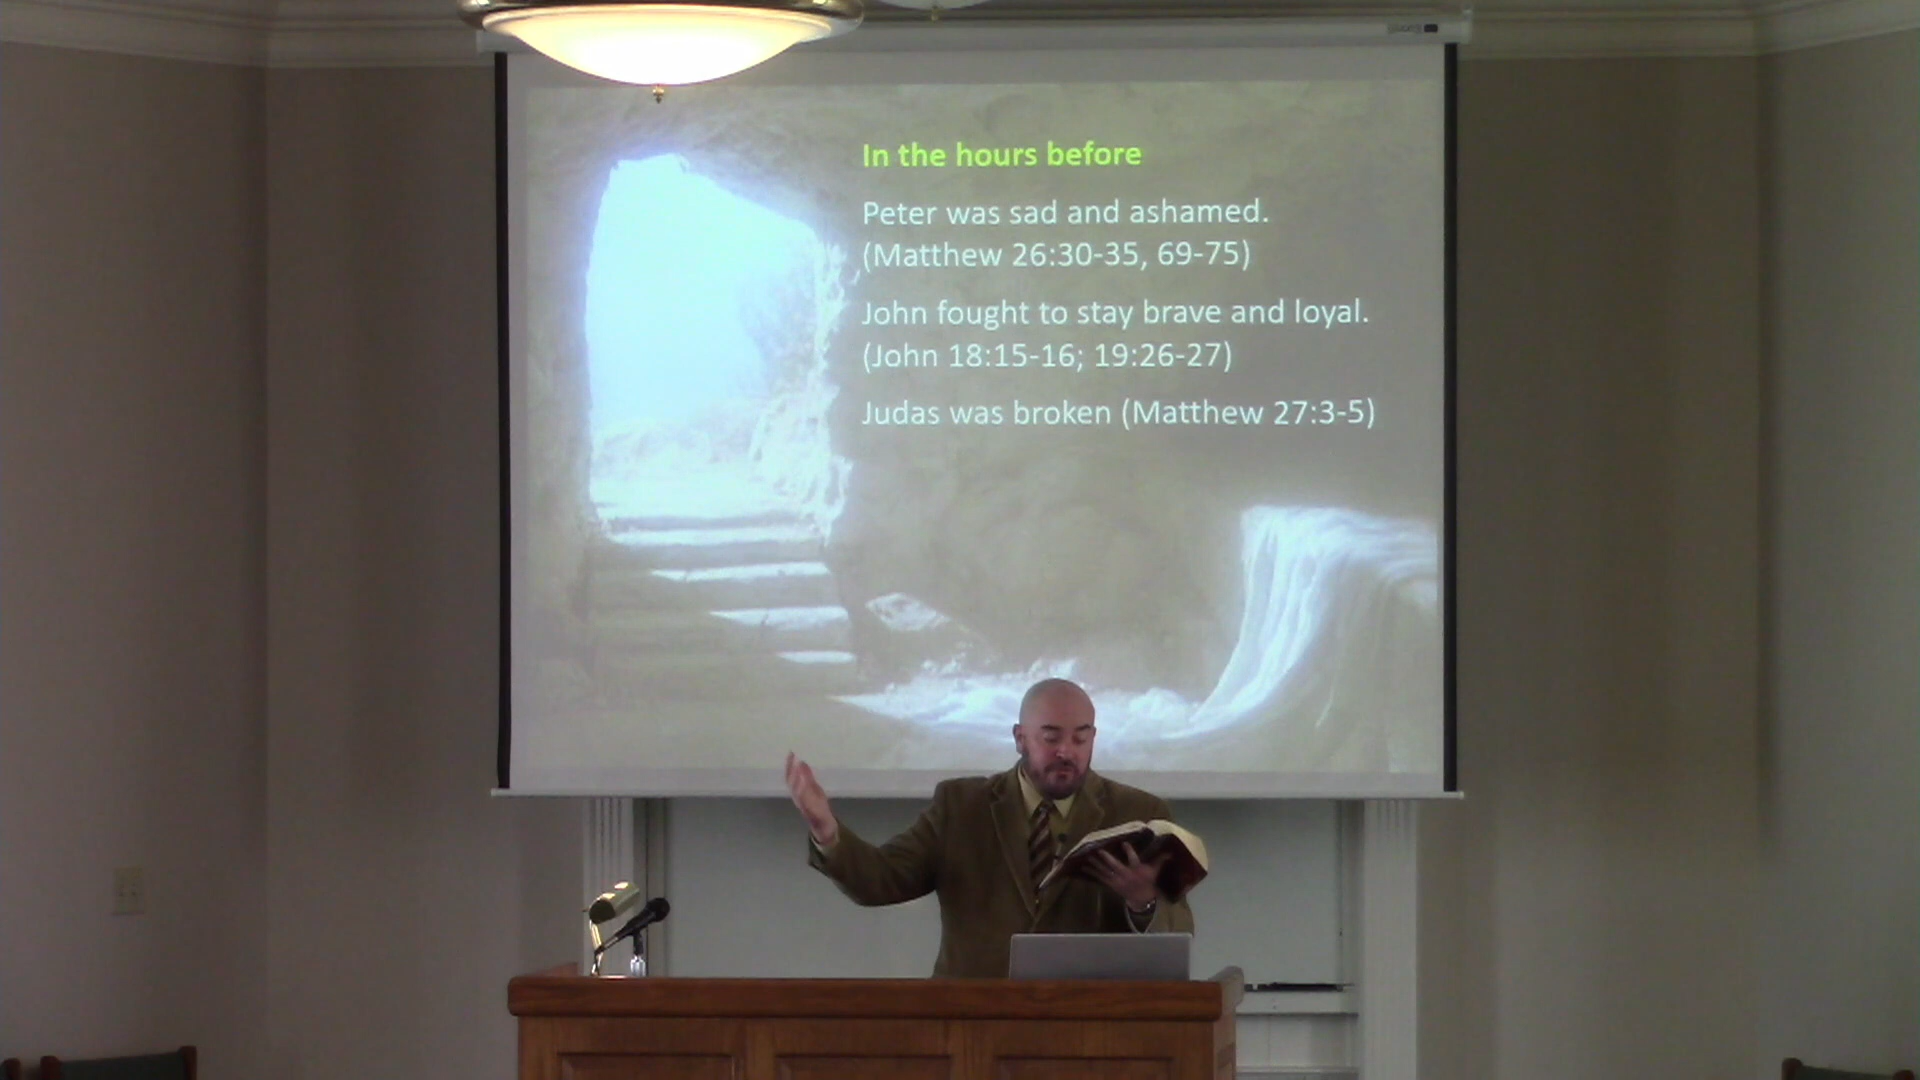 In the hours before
Peter was sad and ashamed.
(Matthew 26:30-35, 69-75)
John fought to stay brave and loyal.
(John 18:15-16; 19:26-27)
Judas was broken (Matthew 27:3-5)